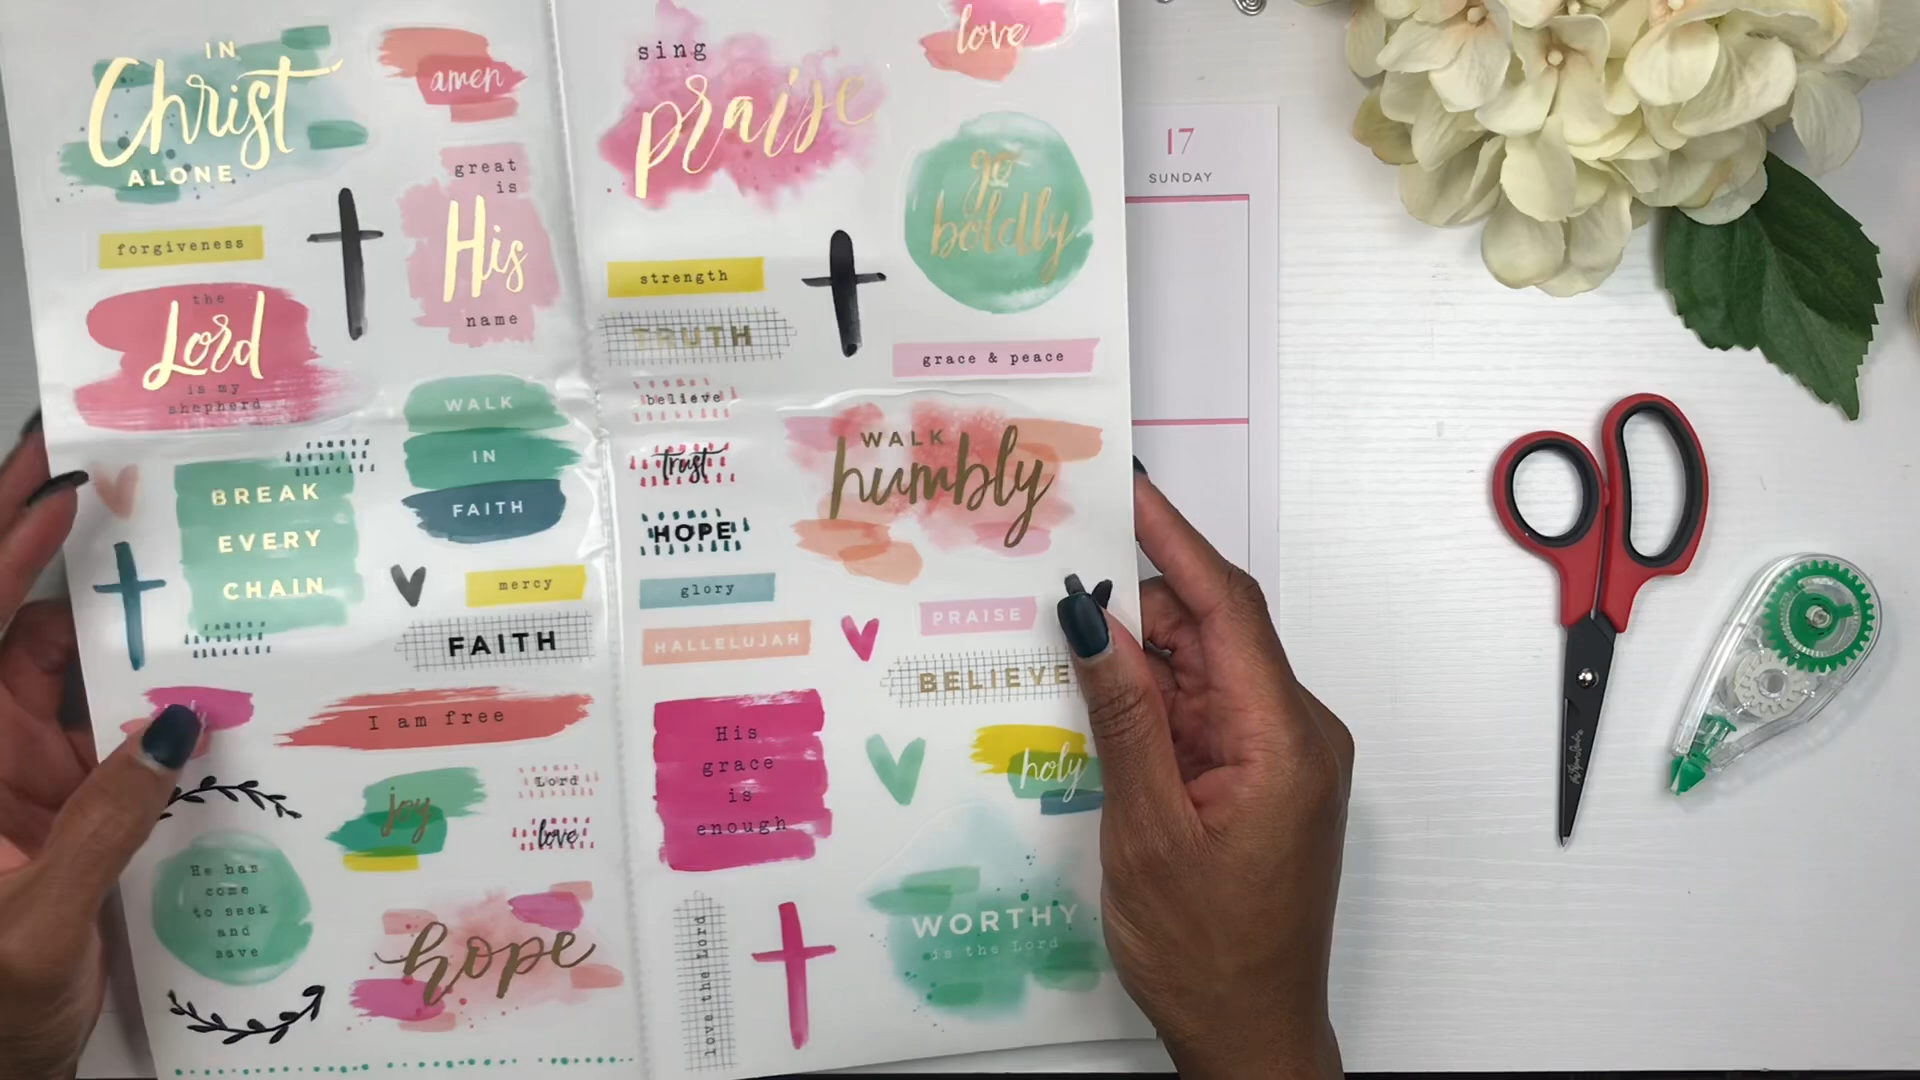 IN
Christ
ALONE
amen
great
is
His
name
forgiveness
the
Lord
is my
shepherd
WALK
IN
FAITH
BREAK
EVERY
CHAIN
mercy
FAITH
I am free
joy
Lord
love
He has
come
to seek
and
save
hope
sing
praise
love
go
boldly
strength
TRUTH
grace & peace
believe
trust
HOPE
glory
HALLELUJAH
WALK
humbly
PRAISE
BELIEVE
His
grace
is
enough
holy
love the Lord
WORTHY
is the Lord
17
SUNDAY